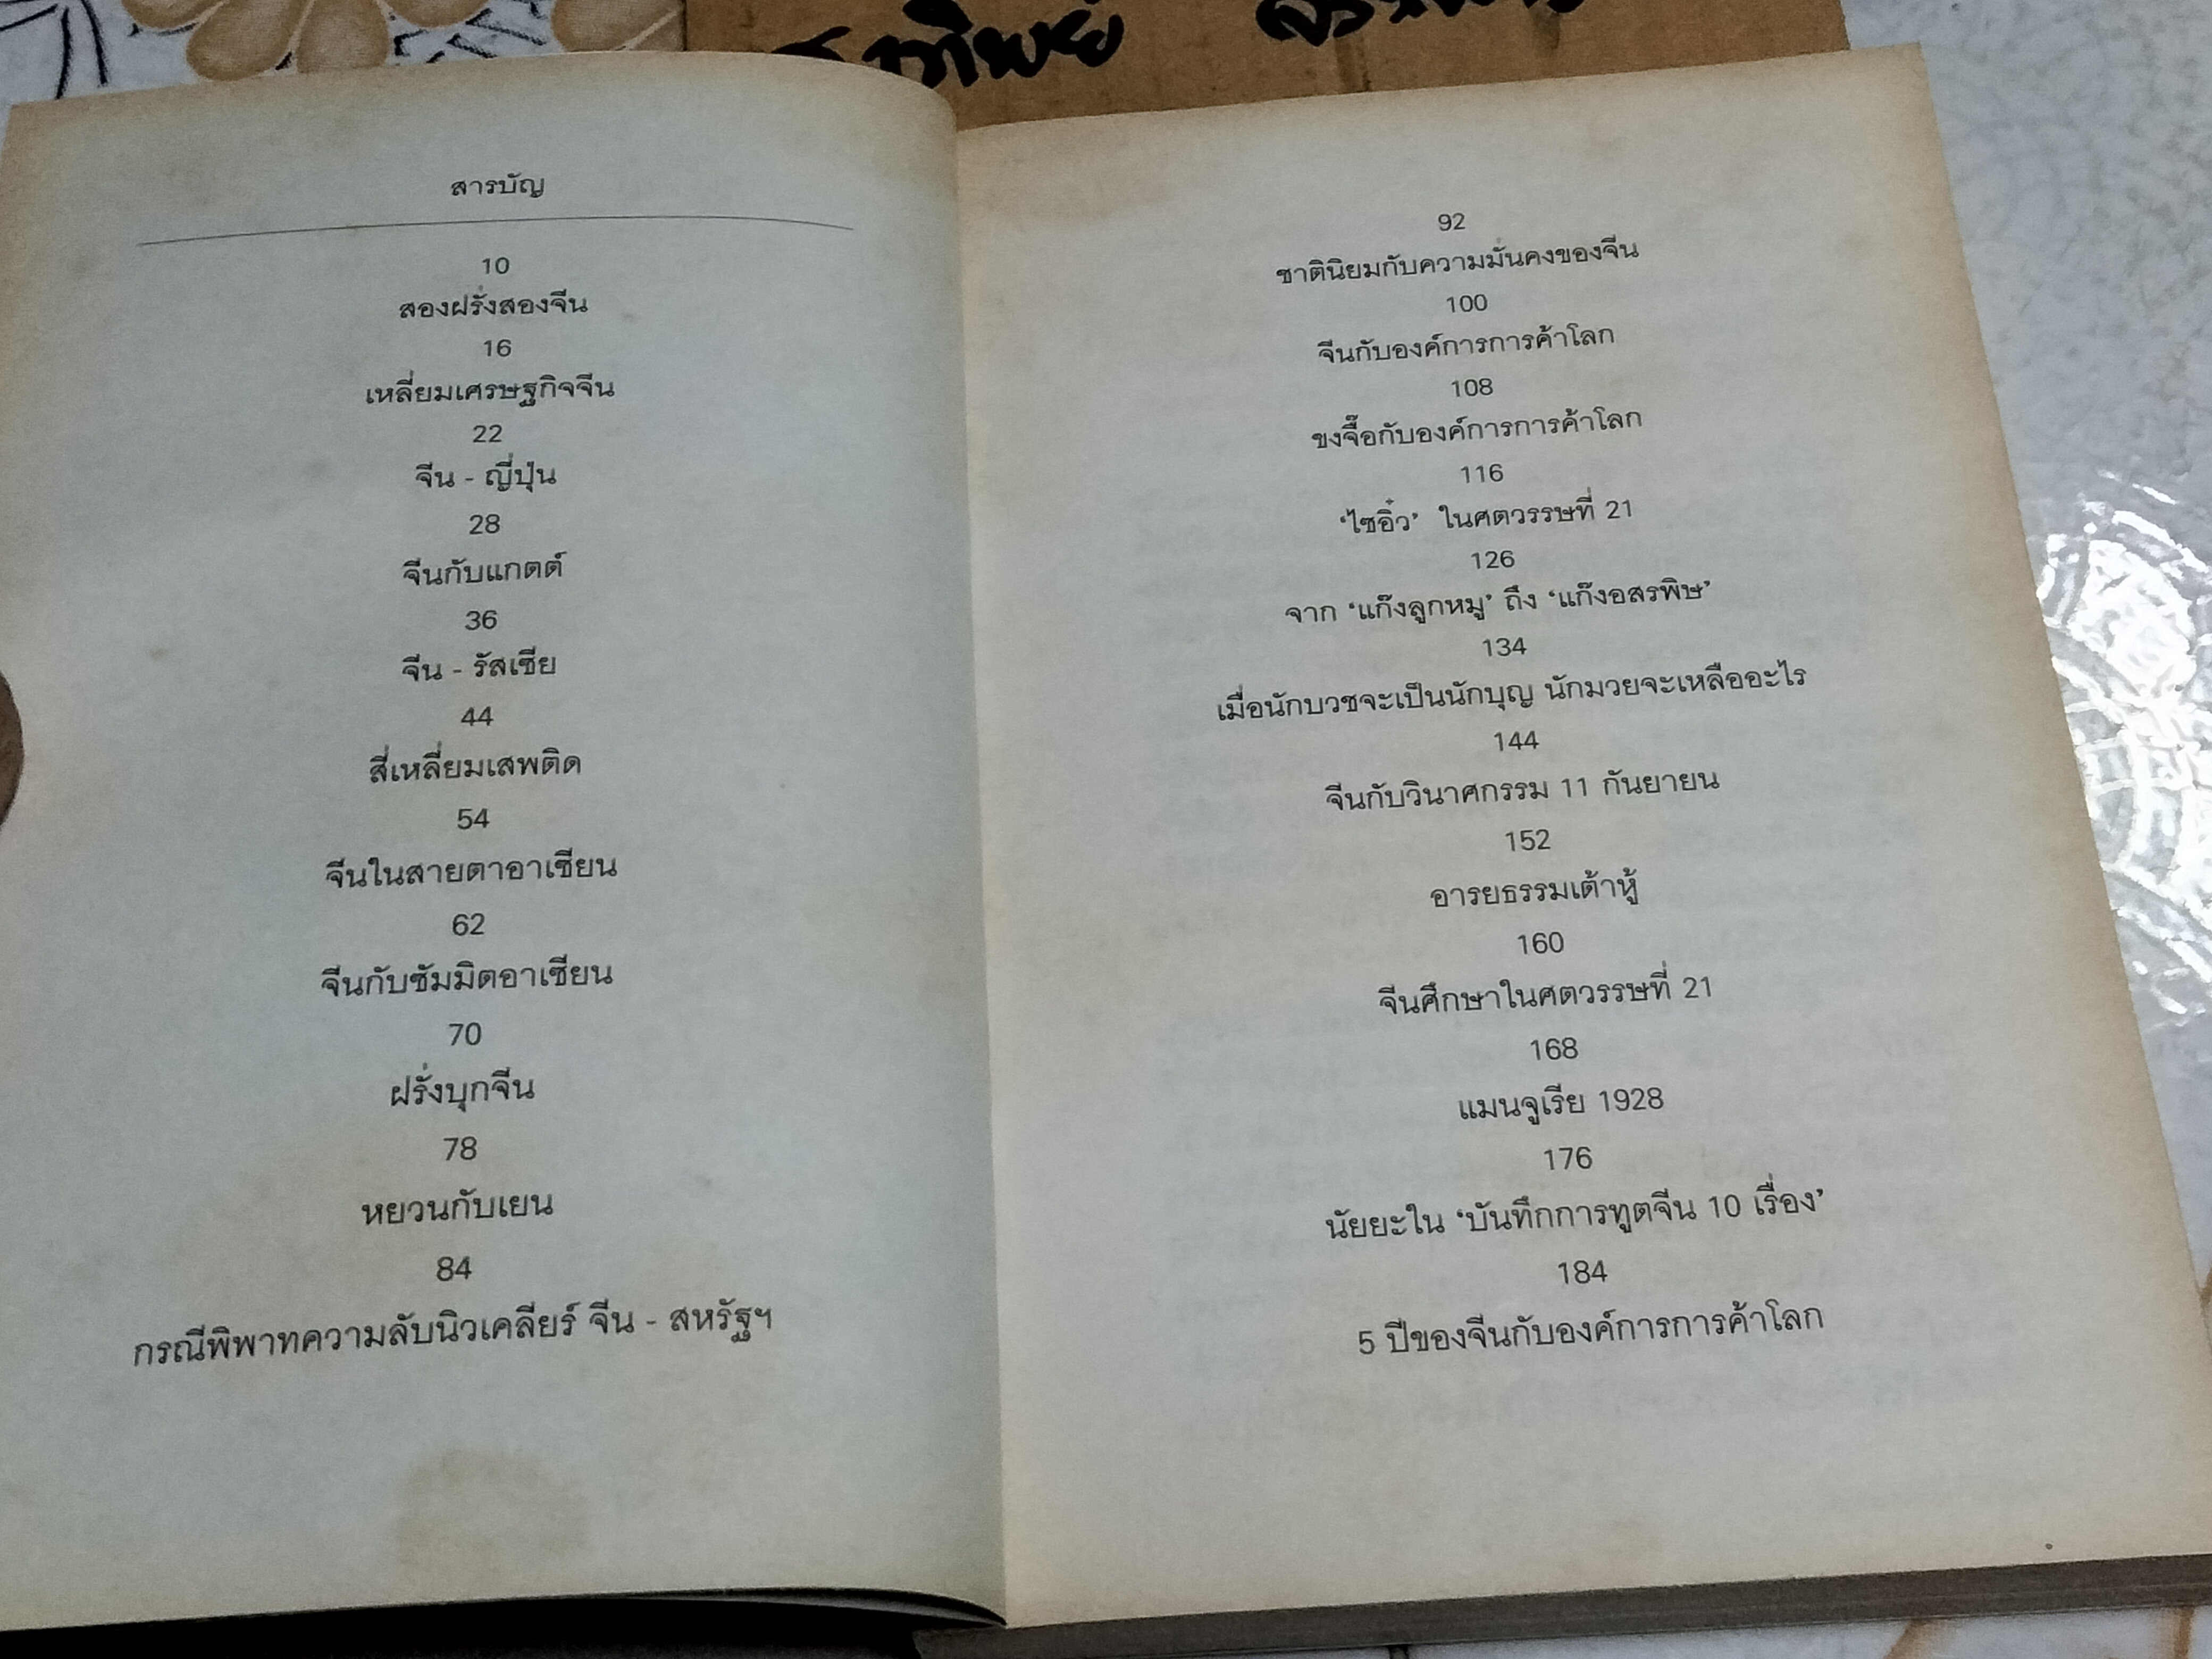 สารบัญ
10
สองฝรั่งสองจีน
16
เหลี่ยมเศรษฐกิจจีน
22
จีน - ญี่ปุ่น
28
จีนกับแกตต์
36
จีน - รัสเซีย
44
สี่เหลี่ยมเสพติด
54
จีนในสายตาอาเซียน
62
จีนกับซัมมิตอาเซียน
70
ฝรั่งบุกจีน
78
หยวนกับเยน
84
กรณีพิพาทความลับนิวเคลียร์ จีน - สหรัฐฯ
92
ชาตินิยมกับความมั่นคงของจีน
100
จีนกับองค์การการค้าโลก
108
ขงจื๊อกับองค์การการค้าโลก
116
‘ไซอิ๋ว’ ในศตวรรษที่ 21
126
จาก ‘แก๊งลูกหมู’ ถึง ‘แก๊งอสรพิษ’
134
เมื่อนักบวชจะเป็นนักบุญ นักมวยจะเหลืออะไร
144
จีนกับวินาศกรรม 11 กันยายน
152
อารยธรรมเต้าหู้
160
จีนศึกษาในศตวรรษที่ 21
168
แมนจูเรีย 1928
176
นัยยะใน ‘บันทึกการทูตจีน 10 เรื่อง’
184
5 ปีของจีนกับองค์การการค้าโลก